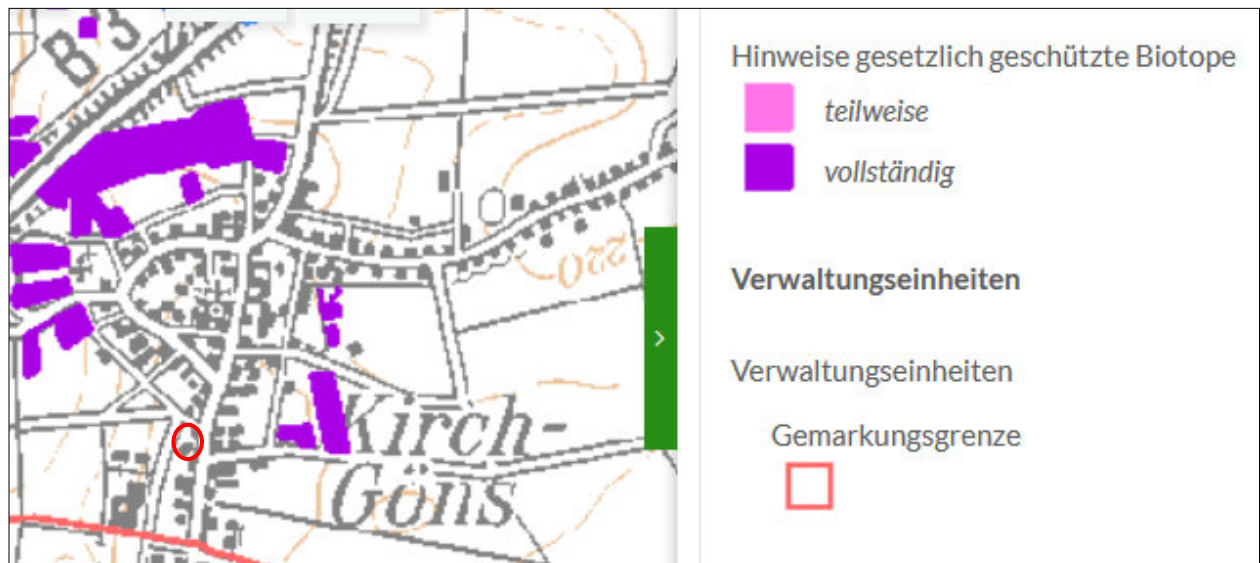 B 3
220
Kirch-
Göns
Hinweise gesetzlich geschützte Biotope
teilweise
vollständig
Verwaltungseinheiten
Verwaltungseinheiten
Gemarkungsgrenze